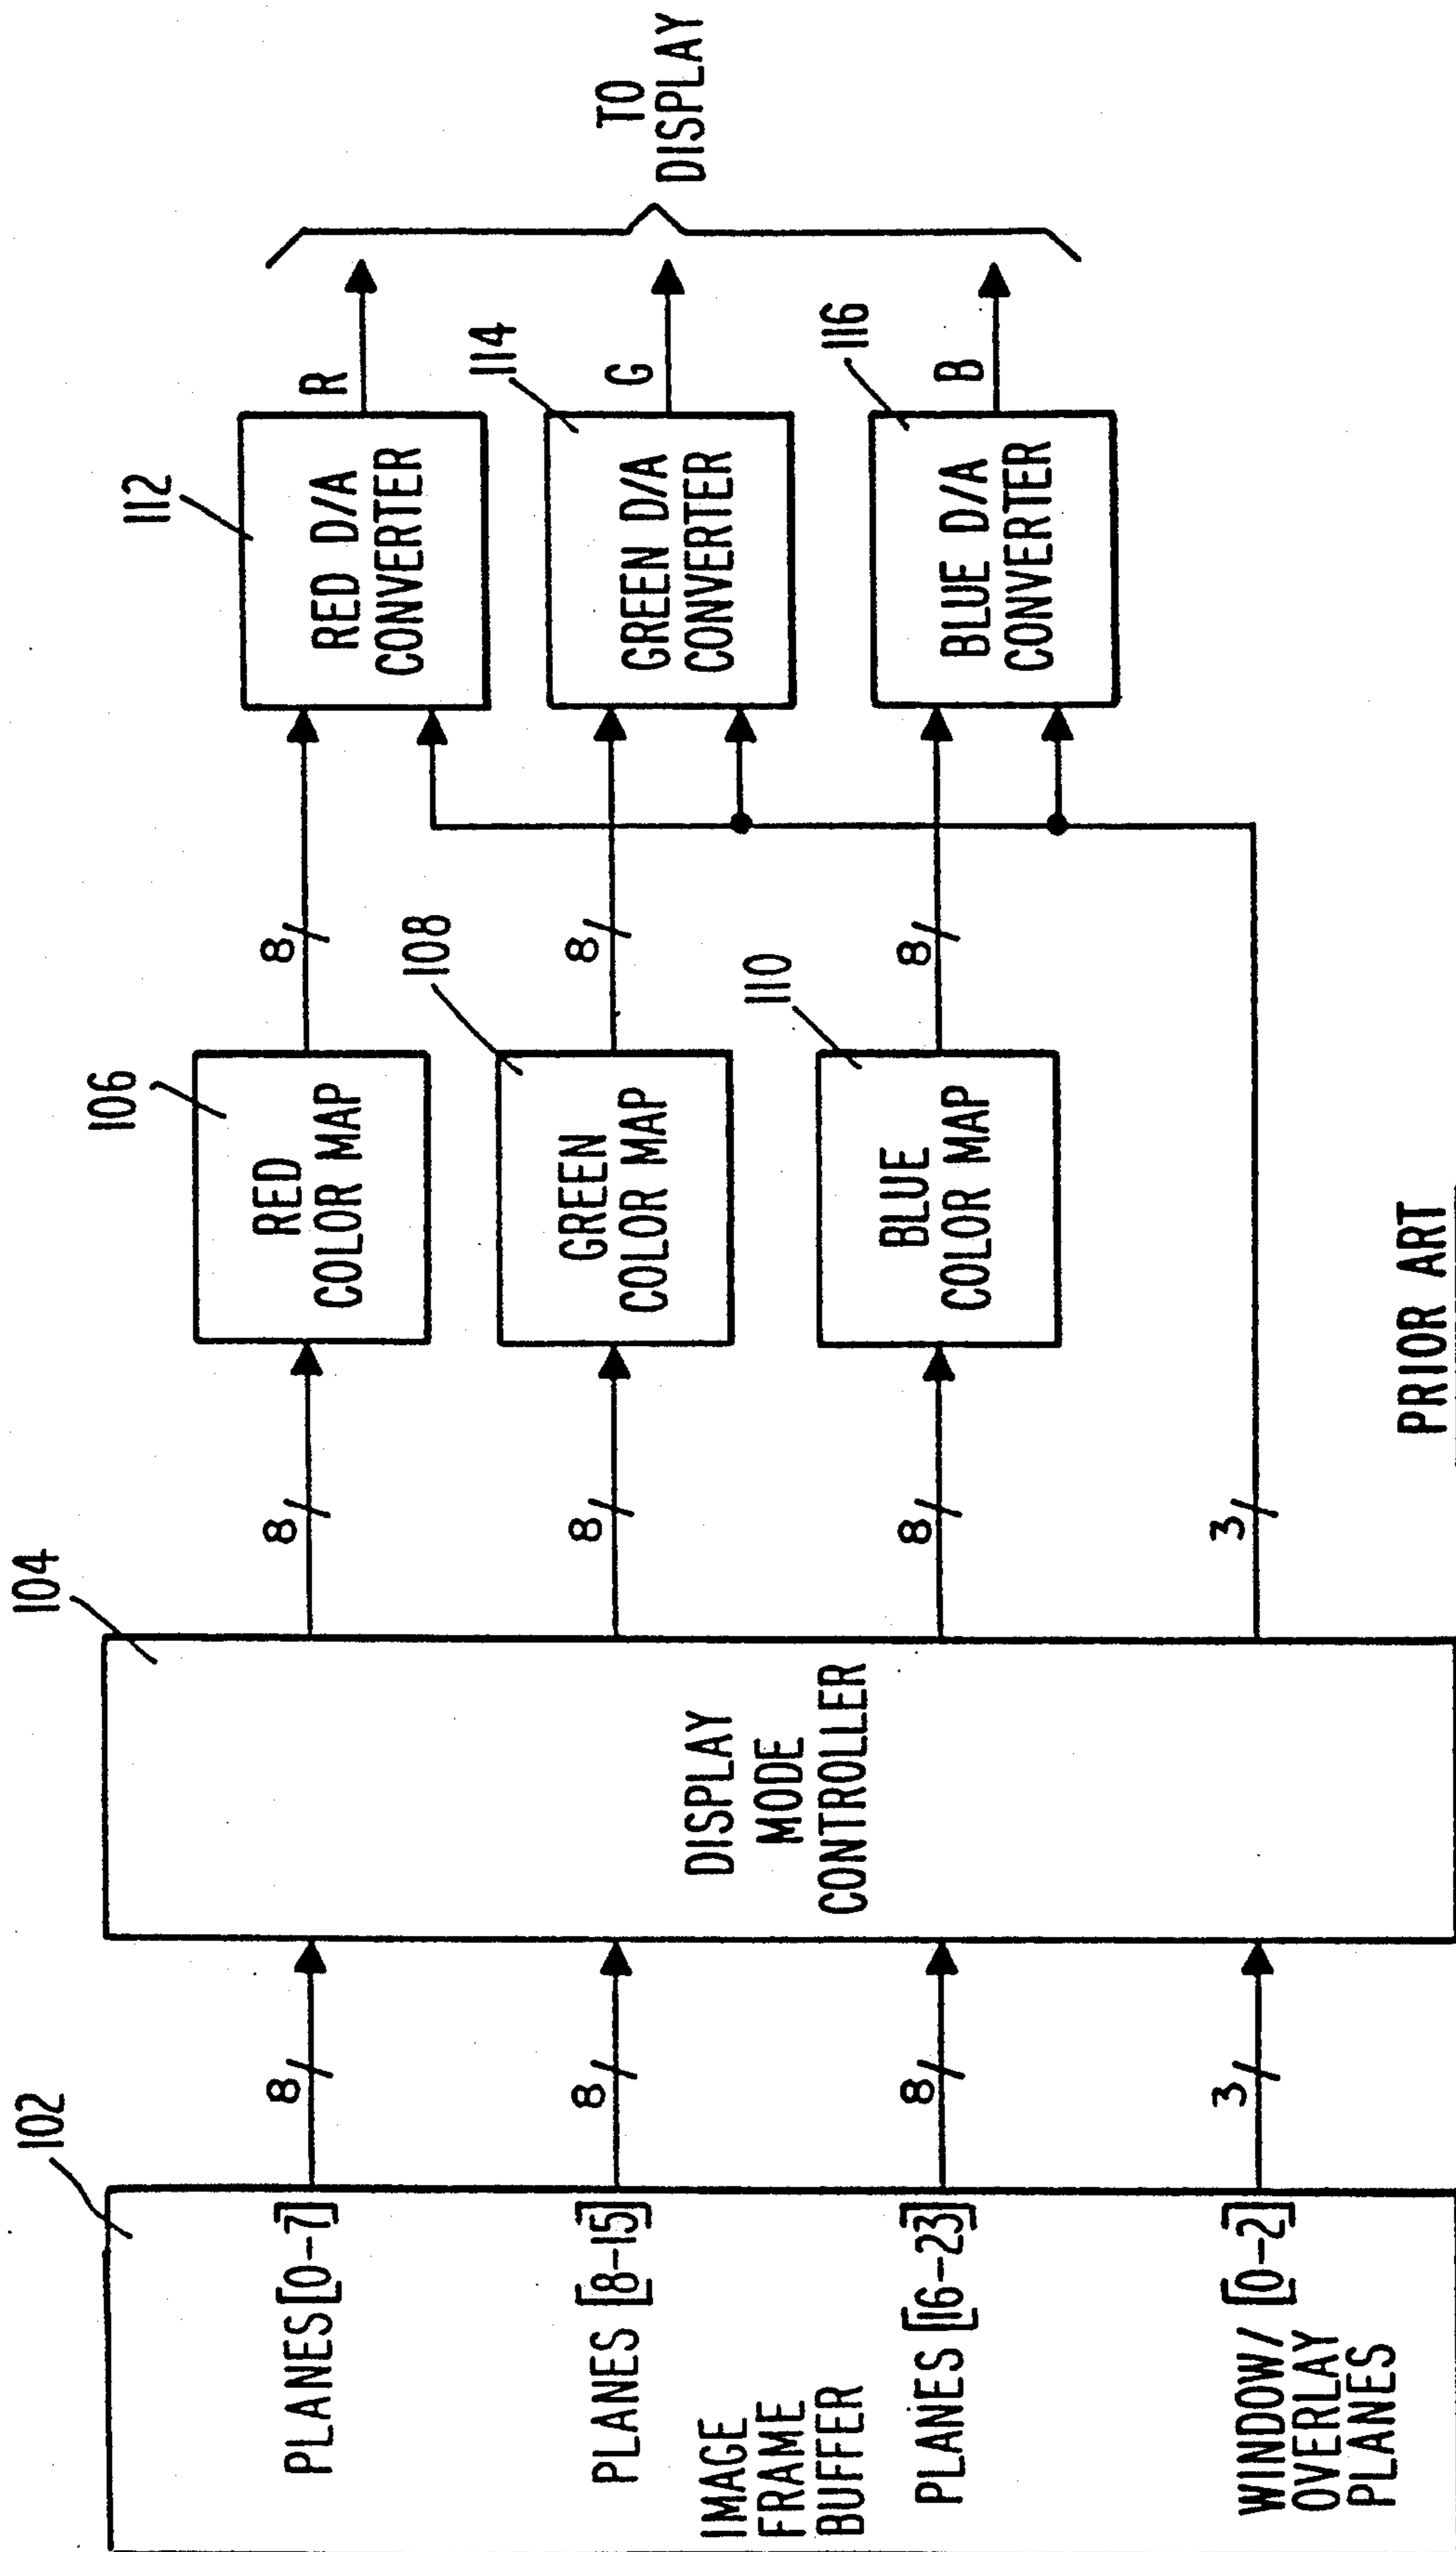 102
PLANES [0-7]
PLANES [8-15]
IMAGE
FRAME
BUFFER
PLANES [16-23]
WINDOW/ [0-2]
OVERLAY
PLANES
8
8
8
3
104
DISPLAY
MODE
CONTROLLER
8
8
8
3
106
RED
COLOR MAP
108
GREEN
COLOR MAP
110
BLUE
COLOR MAP
8
8
8
112
RED D/A
CONVERTER
114
GREEN D/A
CONVERTER
116
BLUE D/A
CONVERTER
R
G
B
TO
DISPLAY
PRIOR ART